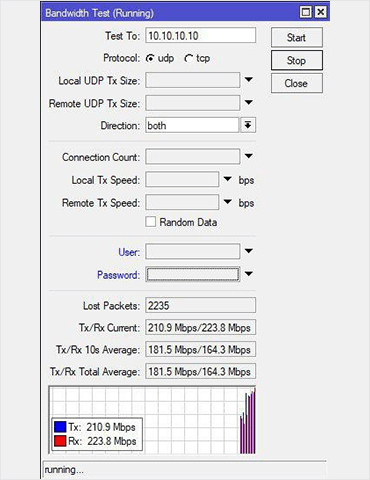 Bandwidth Test (Running)
Test To: 10.10.10.10 Start
Protocol: udp tcp Stop
Local UDP Tx Size: Close
Remote UDP Tx Size:
Direction: both
Connection Count:
Local Tx Speed: bps
Remote Tx Speed: bps
Random Data
User:
Password:
Lost Packets: 2235
Tx/Rx Current: 210.9 Mbps/223.8 Mbps
Tx/Rx 10s Average: 181.5 Mbps/164.3 Mbps
Tx/Rx Total Average: 181.5 Mbps/164.3 Mbps
Tx: 210.9 Mbps
Rx: 223.8 Mbps
running...